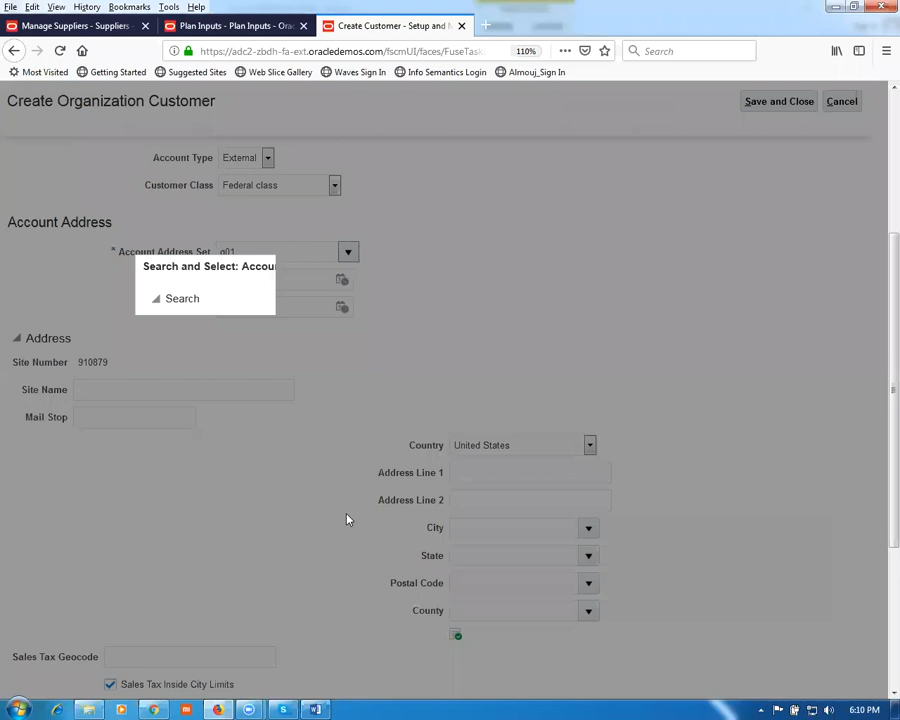 File Edit View History Bookmarks Tools Help
Manage Suppliers - Suppliers -
Plan Inputs - Plan Inputs - Ora
Create Customer - Setup and M
https://adc2-zbdh-fa-ext.oracledemos.com/fscmUI/faces/FuseTask
110%
Search
Most Visited Getting Started Suggested Sites Web Slice Gallery Waves Sign In Info Semantics Login Almouj_Sign In
Create Organization Customer
Save and Close Cancel
Account Type External
Customer Class Federal class
Account Address
* Account Address Set g01
Search and Select: Accou
Search
Address
Site Number 910879
Site Name
Mail Stop
Country United States
Address Line 1
Address Line 2
City
State
Postal Code
County
Sales Tax Geocode
Sales Tax Inside City Limits
6:10 PM